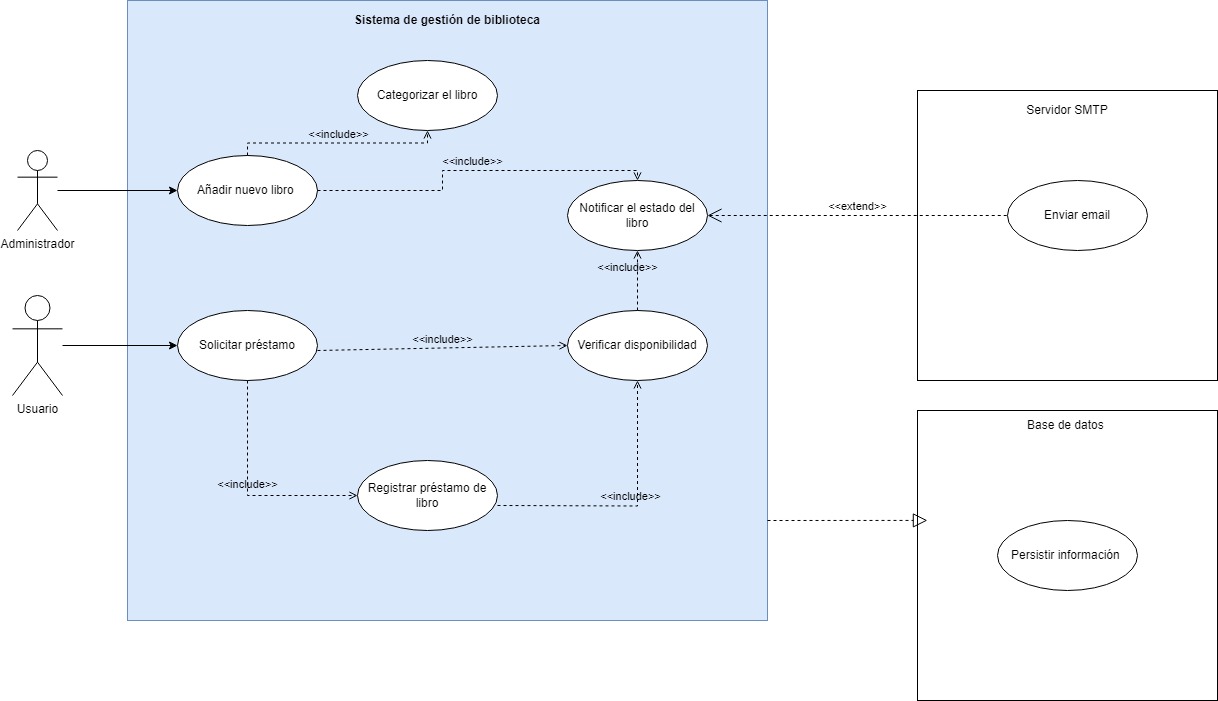 Sistema de gestión de biblioteca
Categorizar el libro
<<include>>
Añadir nuevo libro
<<include>>
Administrador
Notificar el estado del
libro
<<extend>>
Servidor SMTP
Enviar email
<<include>>
Solicitar préstamo
<<include>>
Verificar disponibilidad
Usuario
<<include>>
Registrar préstamo de
libro
<<include>>
Base de datos
Persistir información